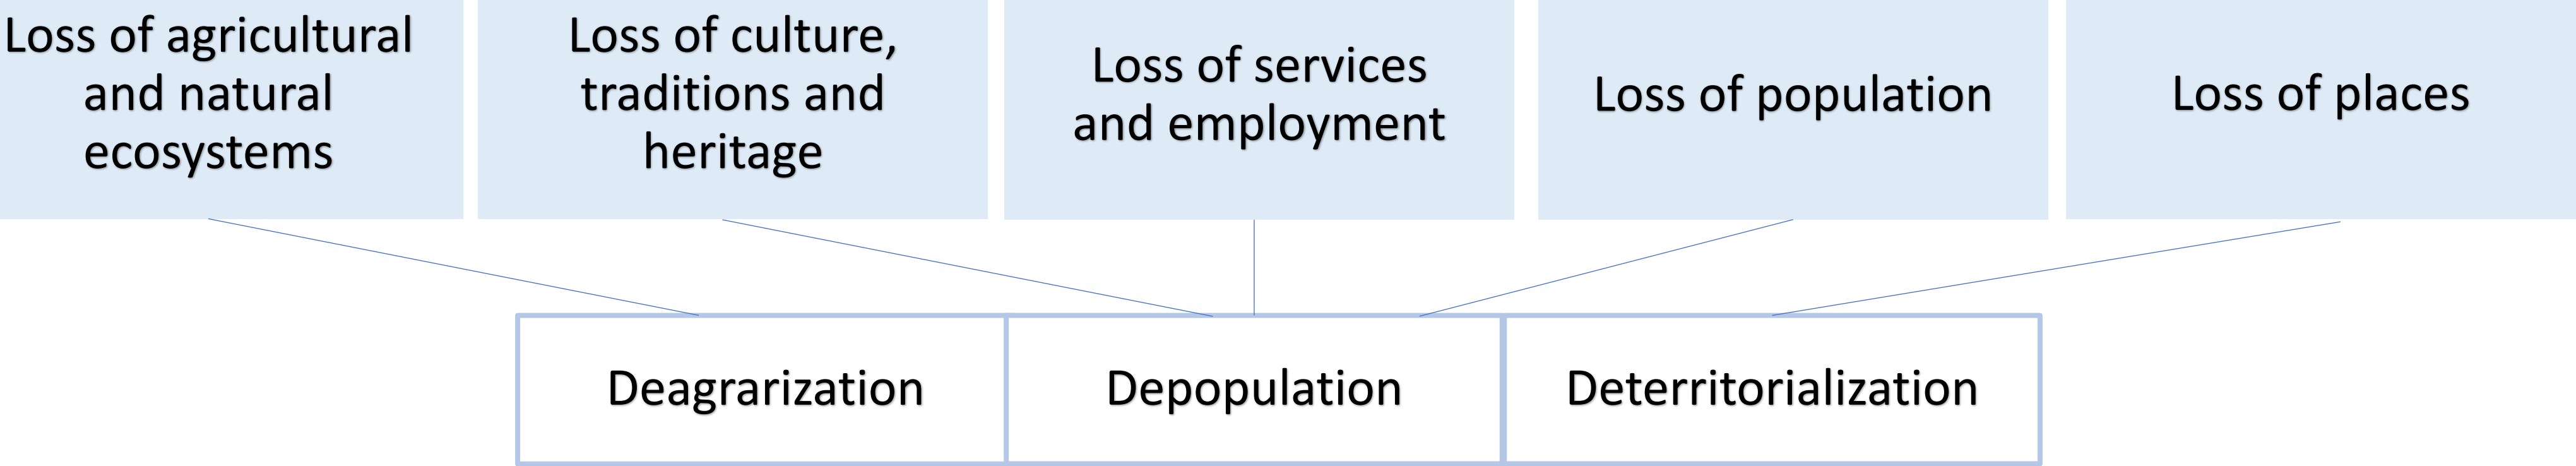 Loss of agricultural
and natural
ecosystems
Loss of culture,
traditions and
heritage
Loss of services
and employment
Loss of population
Loss of places
Deagrarization
Depopulation
Deterritorialization